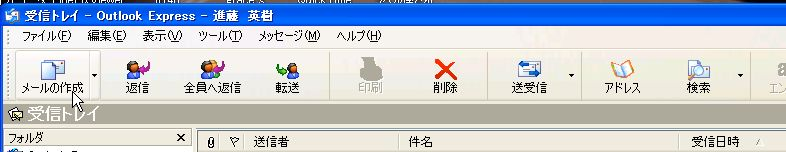 受信トレイ - Outlook Express - 進藤 英樹
ファイル(F) 編集(E) 表示(V) ツール(T) メッセージ(M) ヘルプ(H)
メールの作成 返信 全員へ返信 転送 印刷 削除 送受信 アドレス 検索
受信トレイ
フォルダ 送信者 件名 受信日時